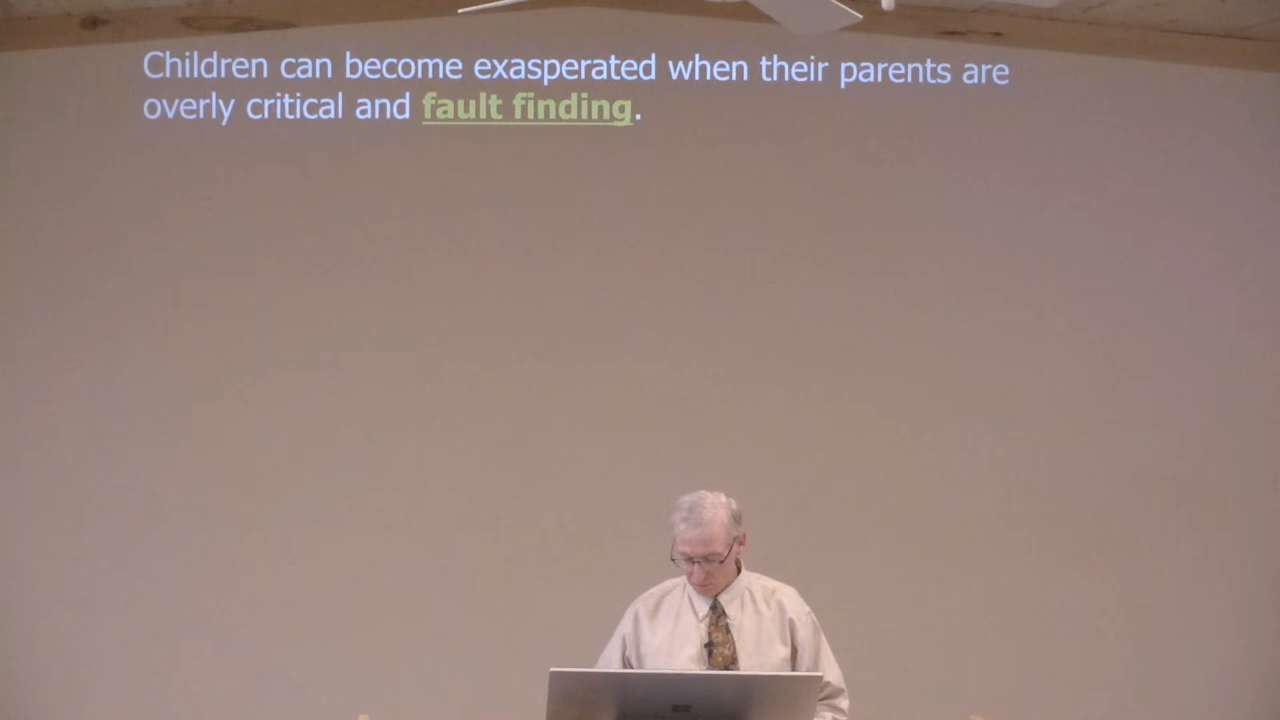 Children can become exasperated when their parents are
overly critical and fault finding.